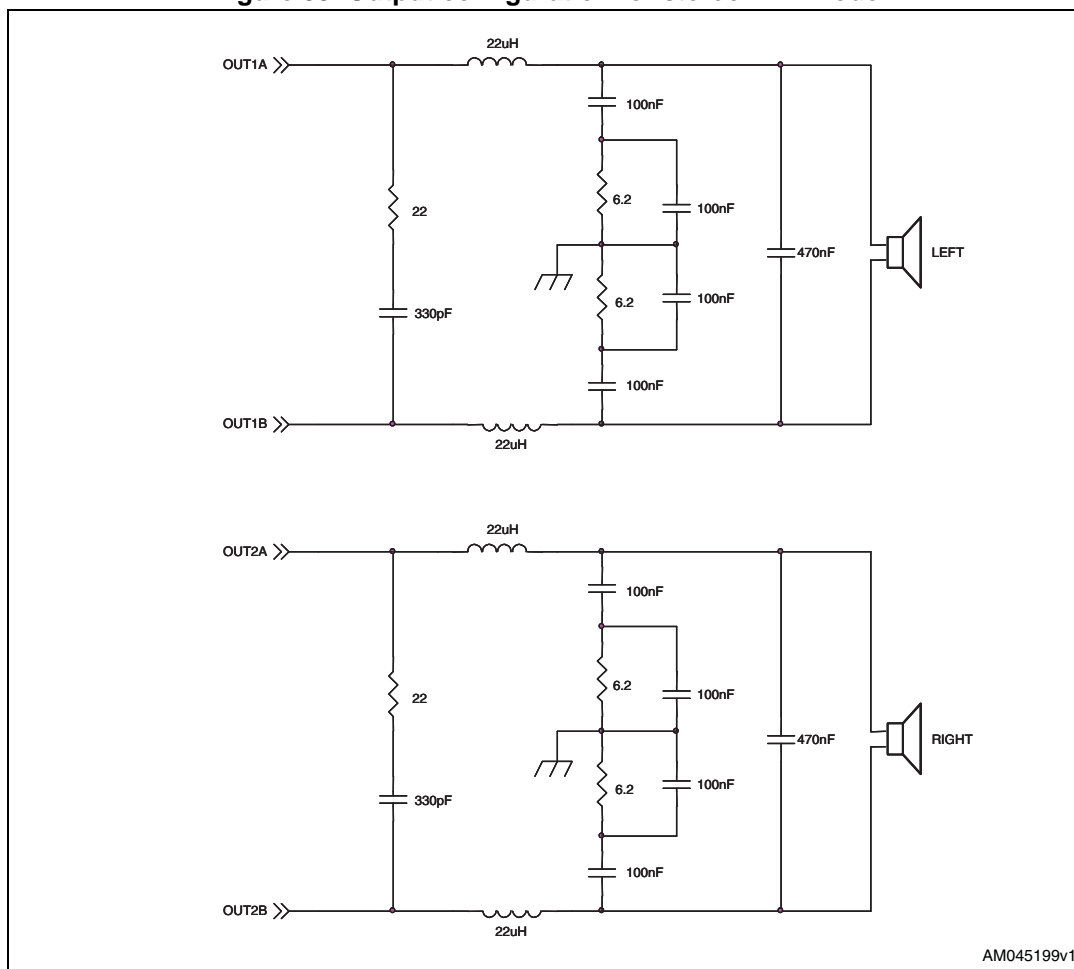 OUT1A
22uH
100nF
22
6.2
100nF
470nF
LEFT
330pF
6.2
100nF
100nF
OUT1B
22uH
OUT2A
22uH
100nF
22
6.2
100nF
470nF
RIGHT
330pF
6.2
100nF
100nF
OUT2B
22uH
AM045199v1